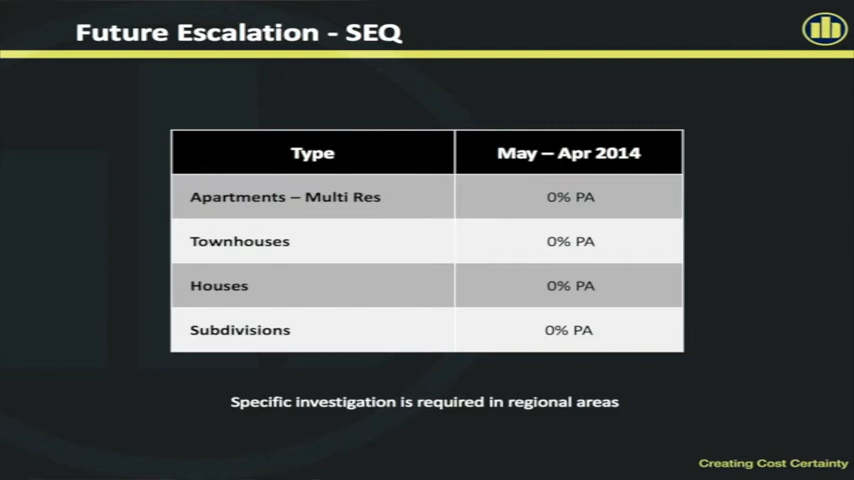 Future Escalation - SEQ
Type May – Apr 2014
Apartments – Multi Res 0% PA
Townhouses 0% PA
Houses 0% PA
Subdivisions 0% PA
Specific investigation is required in regional areas
Creating Cost Certainty